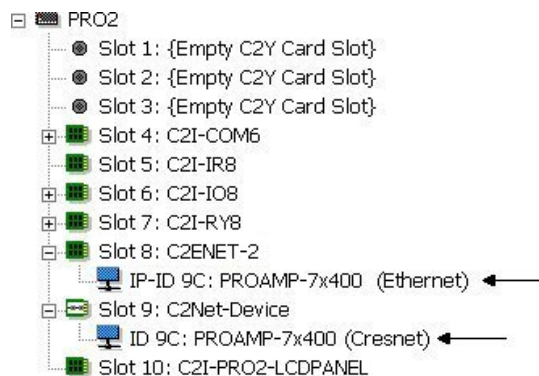 PRO2
Slot 1: {Empty C2Y Card Slot}
Slot 2: {Empty C2Y Card Slot}
Slot 3: {Empty C2Y Card Slot}
Slot 4: C2I-COM6
Slot 5: C2I-IR8
Slot 6: C2I-IO8
Slot 7: C2I-RY8
Slot 8: C2ENET-2
IP-ID 9C: PROAMP-7x400 (Ethernet)
Slot 9: C2Net-Device
ID 9C: PROAMP-7x400 (Cresnet)
Slot 10: C2I-PRO2-LCDPANEL